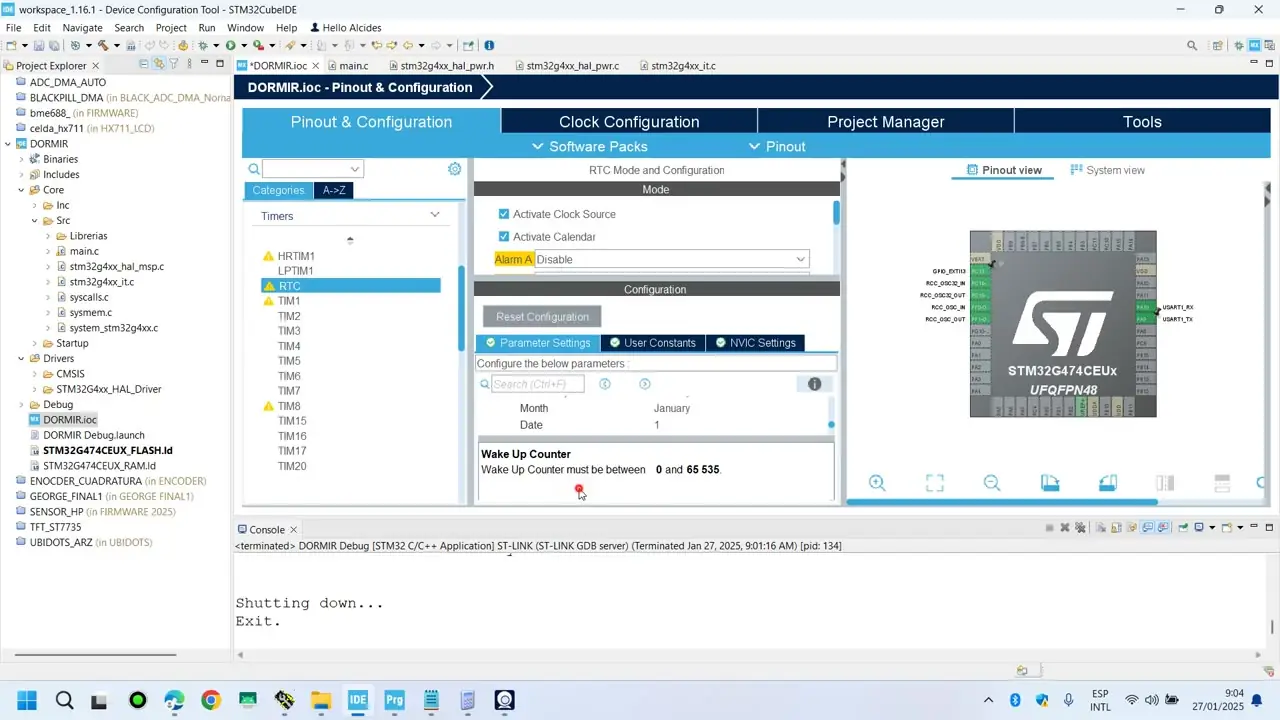 workspace_1.16.1 - Device Configuration Tool - STM32CubeIDE
File Edit Navigate Search Project Run Window Help Hello Alcides
Project Explorer
*DORMIR.ioc main.c stm32g4xx_hal_pwr.h stm32g4xx_hal_pwr.c stm32g4xx_it.c
ADC_DMA_AUTO
BLACKPILL_DMA (in BLACK_ADC_DMA_Norma
bme688_ (in FIRMWARE)
celda_hx711 (in HX711_LCD)
DORMIR
Binaries
Includes
Core
Inc
Src
Librerias
main.c
stm32g4xx_hal_msp.c
stm32g4xx_it.c
syscalls.c
sysmem.c
system_stm32g4xx.c
Startup
Drivers
CMSIS
STM32G4xx_HAL_Driver
Debug
DORMIR.ioc
DORMIR Debug.launch
STM32G474CEUX_FLASH.ld
STM32G474CEUX_RAM.ld
ENOCDER_CUADRATURA (in ENCODER)
GEORGE_FINAL1 (in GEORGE FINAL1)
SENSOR_HP (in FIRMWARE 2025)
TFT_ST7735
UBIDOTS_ARZ (in UBIDOTS)
DORMIR.ioc - Pinout & Configuration
Pinout & Configuration Clock Configuration Project Manager Tools
Software Packs Pinout
Categories A->Z
Timers
HRTIM1
LPTIM1
RTC
TIM1
TIM2
TIM3
TIM4
TIM5
TIM6
TIM7
TIM8
TIM15
TIM16
TIM17
TIM20
RTC Mode and Configuration
Mode
Activate Clock Source
Activate Calendar
Alarm A Disable
Configuration
Reset Configuration
Parameter Settings User Constants NVIC Settings
Configure the below parameters :
Search (Ctrl+F)
Month January
Date 1
Wake Up Counter
Wake Up Counter must be between 0 and 65 535.
Pinout view System view
GPIO_EXTI13
RCC_OSC32_IN
RCC_OSC32_OUT
RCC_OSC_IN
RCC_OSC_OUT
USART1_RX
USART1_TX
STM32G474CEUx
UFQFPN48
Console
<terminated> DORMIR Debug [STM32 C/C++ Application] ST-LINK (ST-LINK GDB server) (Terminated Jan 27, 2025, 9:01:16 AM) [pid: 134]
Shutting down...
Exit.
IDE Prg
ESP
INTL
9:04
27/01/2025